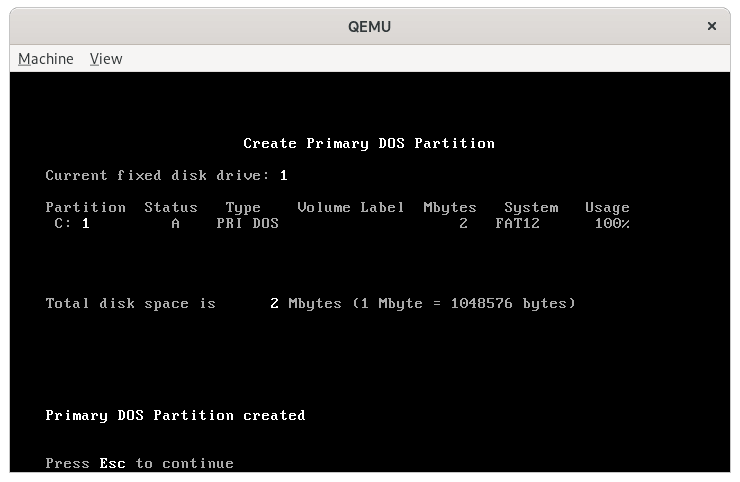 QEMU ×
Machine View
Create Primary DOS Partition
Current fixed disk drive: 1
Partition Status Type Volume Label Mbytes System Usage
C: 1 A PRI DOS 2 FAT12 100%
Total disk space is 2 Mbytes (1 Mbyte = 1048576 bytes)
Primary DOS Partition created
Press Esc to continue